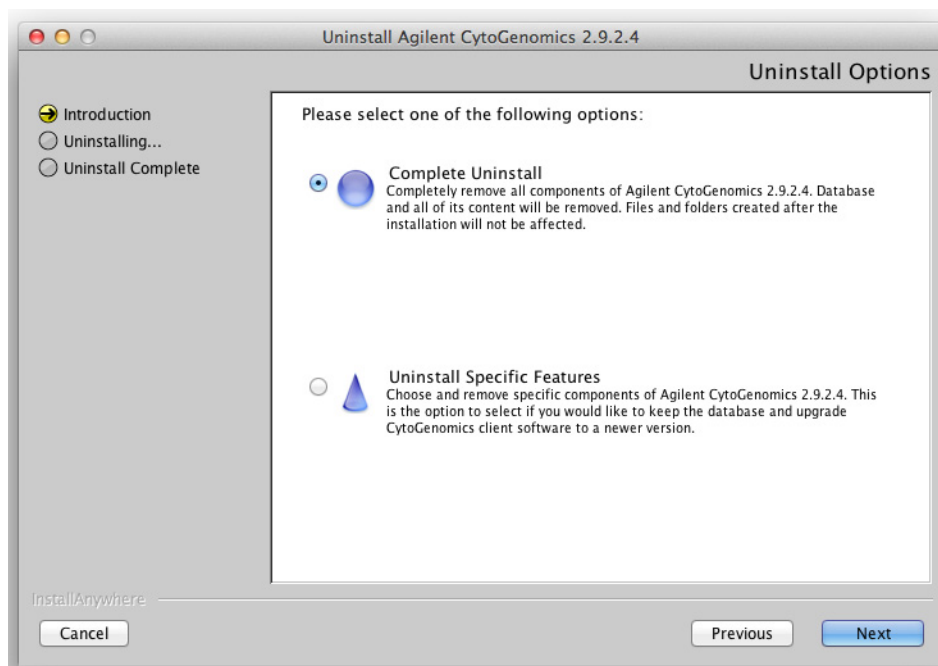 Uninstall Agilent CytoGenomics 2.9.2.4
Uninstall Options
Introduction
Uninstalling...
Uninstall Complete
Please select one of the following options:
Complete Uninstall
Completely remove all components of Agilent CytoGenomics 2.9.2.4. Database
and all of its content will be removed. Files and folders created after the
installation will not be affected.
Uninstall Specific Features
Choose and remove specific components of Agilent CytoGenomics 2.9.2.4. This
is the option to select if you would like to keep the database and upgrade
CytoGenomics client software to a newer version.
InstallAnywhere
Cancel
Previous
Next